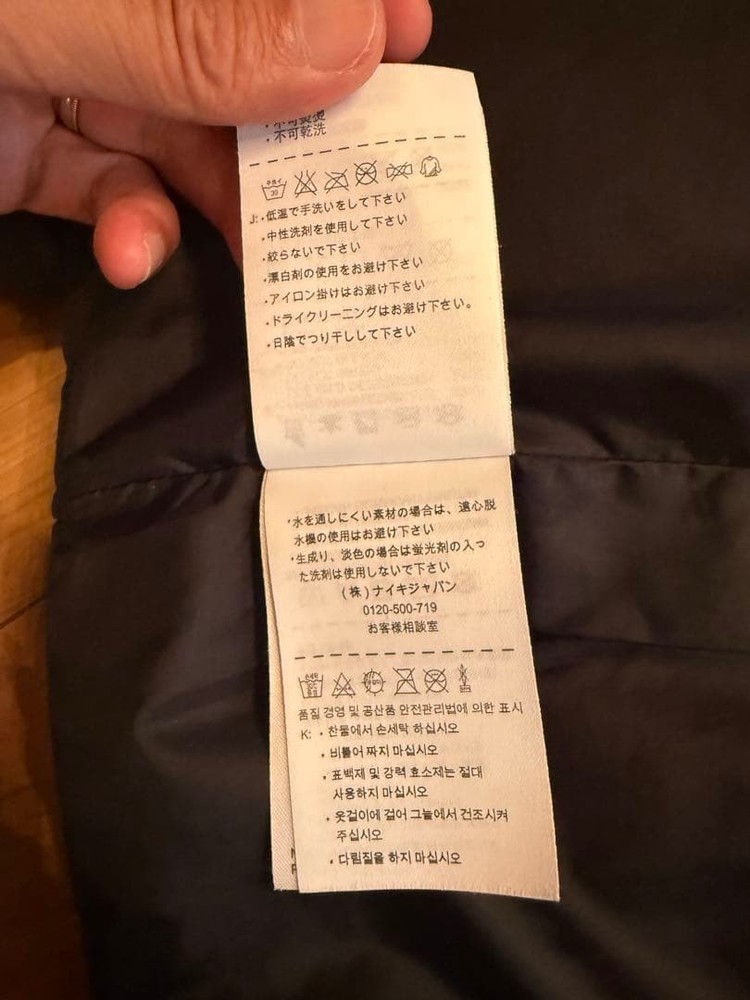 ・不可熨燙
・不可乾洗
手洗イ
30
J:・低温で手洗いをして下さい
・中性洗剤を使用して下さい
・絞らないで下さい
・漂白剤の使用をお避け下さい
・アイロン掛けはお避け下さい
・ドライクリーニングはお避け下さい。
・日陰でつり干しして下さい
・水を通しにくい素材の場合は、遠心脱
水機の使用はお避け下さい
・生成り、淡色の場合は蛍光剤の入っ
た洗剤は使用しないで下さい
(株)ナイキジャパン
0120-500-719
お客様相談室
품질 경영 및 공산품 안전관리법에 의한 표시
K: ・찬물에서 손세탁 하십시오
・비틀어 짜지 마십시오
・표백제 및 강력 효소제는 절대
사용하지 마십시오
・옷걸이에 걸어 그늘에서 건조시켜
주십시오
・다림질을 하지 마십시오